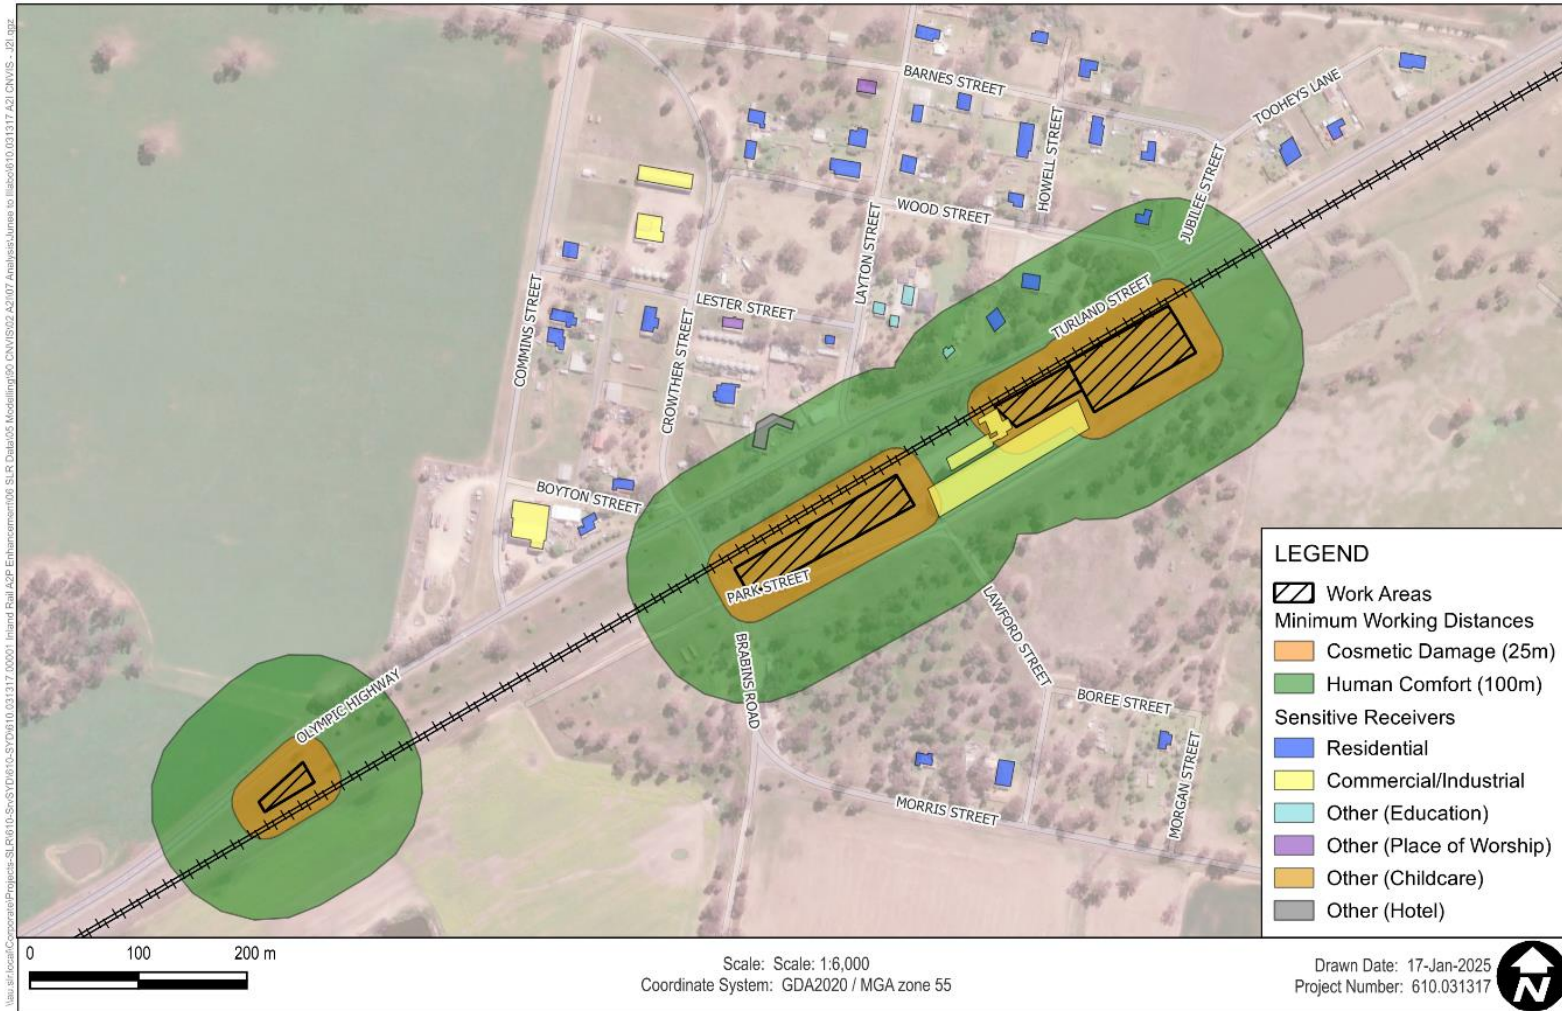 BARNES STREET
TOOHEYS LANE
HOWELL STREET
JUBILEE STREET
WOOD STREET
LAYTON STREET
COMMINS STREET
LESTER STREET
CROWTHER STREET
TURLAND STREET
BOYTON STREET
PARK STREET
LAWFORD STREET
BRABINS ROAD
OLYMPIC HIGHWAY
BOREE STREET
MORGAN STREET
MORRIS STREET
LEGEND
Work Areas
Minimum Working Distances
Cosmetic Damage (25m)
Human Comfort (100m)
Sensitive Receivers
Residential
Commercial/Industrial
Other (Education)
Other (Place of Worship)
Other (Childcare)
Other (Hotel)
0 100 200 m
Scale: Scale: 1:6,000
Coordinate System: GDA2020 / MGA zone 55
Drawn Date: 17-Jan-2025
Project Number: 610.031317
N